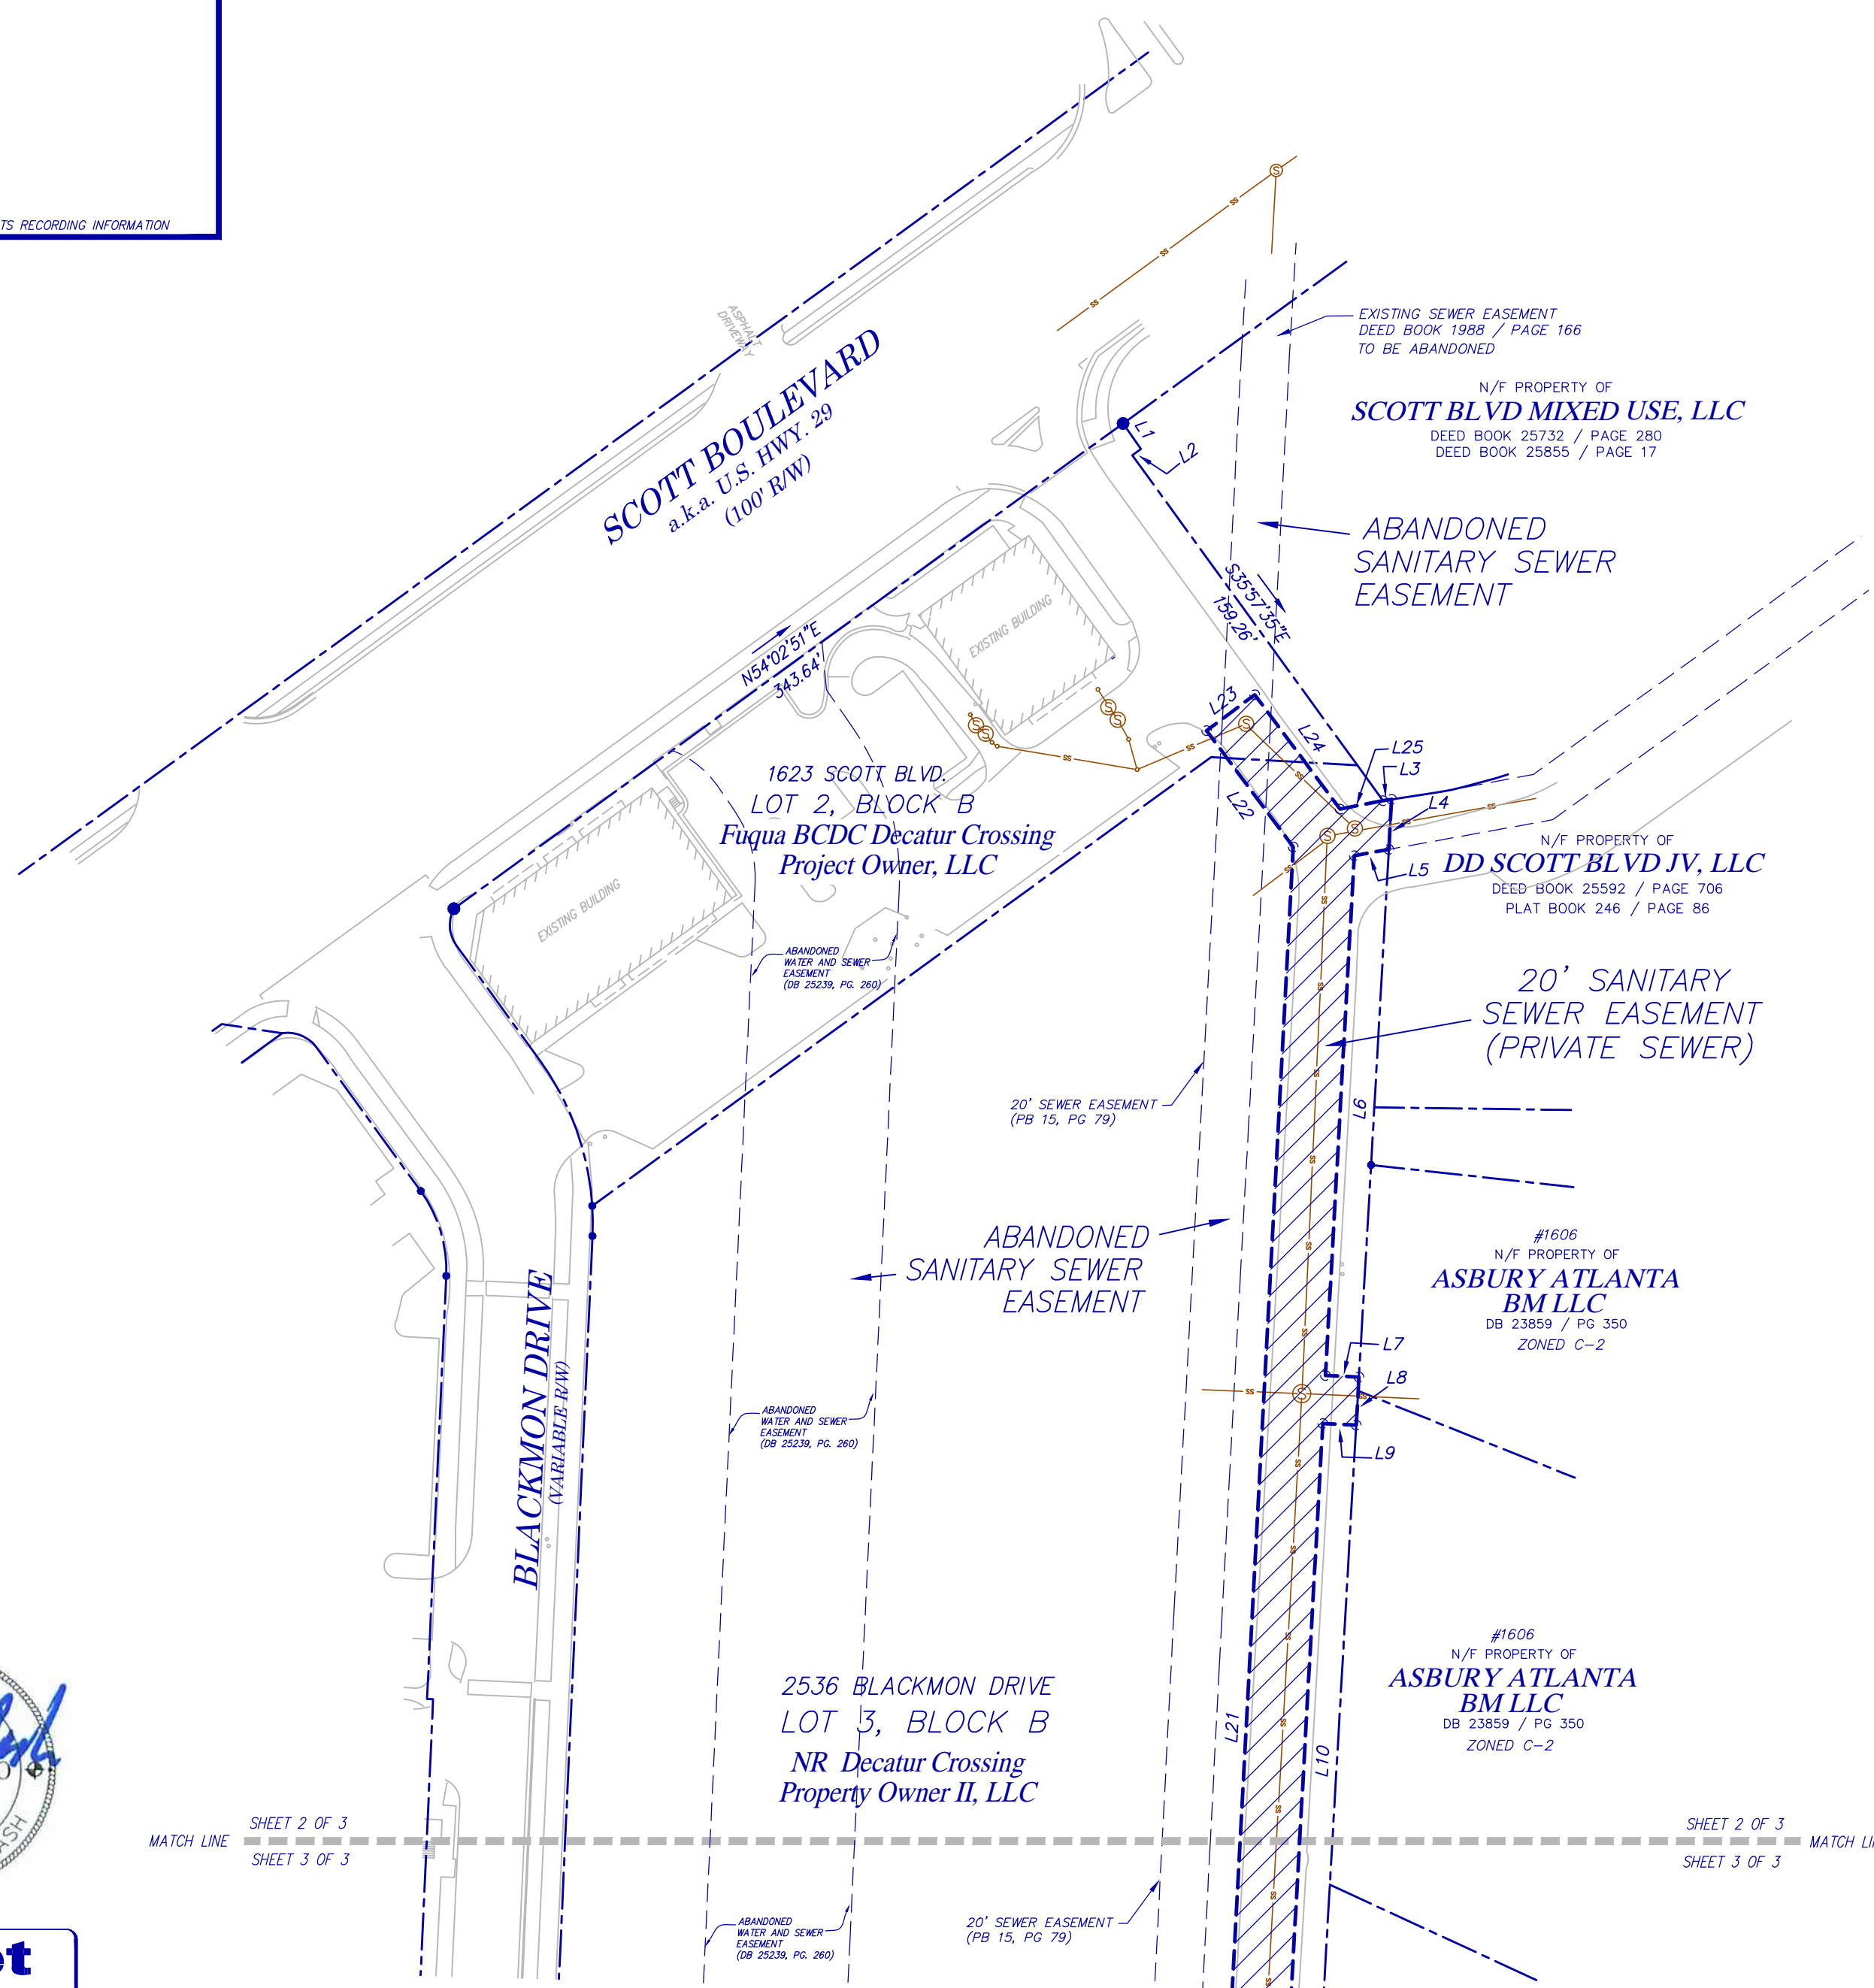 TS RECORDING INFORMATION
ASPHALT
DRIVEWAY
SCOTT BOULEVARD
a.k.a. U.S. HWY. 29
(100' R/W)
EXISTING SEWER EASEMENT
DEED BOOK 1988 / PAGE 166
TO BE ABANDONED
N/F PROPERTY OF
SCOTT BLVD MIXED USE, LLC
DEED BOOK 25732 / PAGE 280
DEED BOOK 25855 / PAGE 17
L1
L2
ABANDONED
SANITARY SEWER
EASEMENT
S35°57'35"E
159.26'
N54°02'51"E
343.64'
EXISTING BUILDING
L23
L24
L25
L3
L4
L22
L5
1623 SCOTT BLVD.
LOT 2, BLOCK B
Fuqua BCDC Decatur Crossing
Project Owner, LLC
N/F PROPERTY OF
DD SCOTT BLVD JV, LLC
DEED BOOK 25592 / PAGE 706
PLAT BOOK 246 / PAGE 86
EXISTING BUILDING
ABANDONED
WATER AND SEWER
EASEMENT
(DB 25239, PG. 260)
20' SANITARY
SEWER EASEMENT
(PRIVATE SEWER)
20' SEWER EASEMENT
(PB 15, PG 79)
L6
ABANDONED
SANITARY SEWER
EASEMENT
#1606
N/F PROPERTY OF
ASBURY ATLANTA
BM LLC
DB 23859 / PG 350
ZONED C-2
L7
L8
L9
BLACKMON DRIVE
(VARIABLE R/W)
ABANDONED
WATER AND SEWER
EASEMENT
(DB 25239, PG. 260)
2536 BLACKMON DRIVE
LOT 3, BLOCK B
NR Decatur Crossing
Property Owner II, LLC
L21
L10
#1606
N/F PROPERTY OF
ASBURY ATLANTA
BM LLC
DB 23859 / PG 350
ZONED C-2
SHEET 2 OF 3
MATCH LINE
SHEET 3 OF 3
SHEET 2 OF 3
MATCH LI
SHEET 3 OF 3
ABANDONED
WATER AND SEWER
EASEMENT
(DB 25239, PG. 260)
20' SEWER EASEMENT
(PB 15, PG 79)